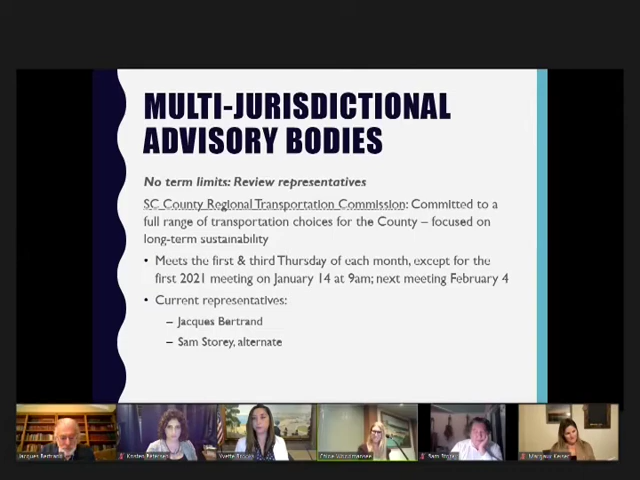 MULTI-JURISDICTIONAL
ADVISORY BODIES
No term limits: Review representatives
SC County Regional Transportation Commission: Committed to a
full range of transportation choices for the County – focused on
long-term sustainability
• Meets the first & third Thursday of each month, except for the
first 2021 meeting on January 14 at 9am; next meeting February 4
• Current representatives:
– Jacques Bertrand
– Sam Storey, alternate
Jacques Bertrand
Kristen Petersen
Yvette Brooks
Chloe Woodmansee
Sam Storey
Margaux Keiser